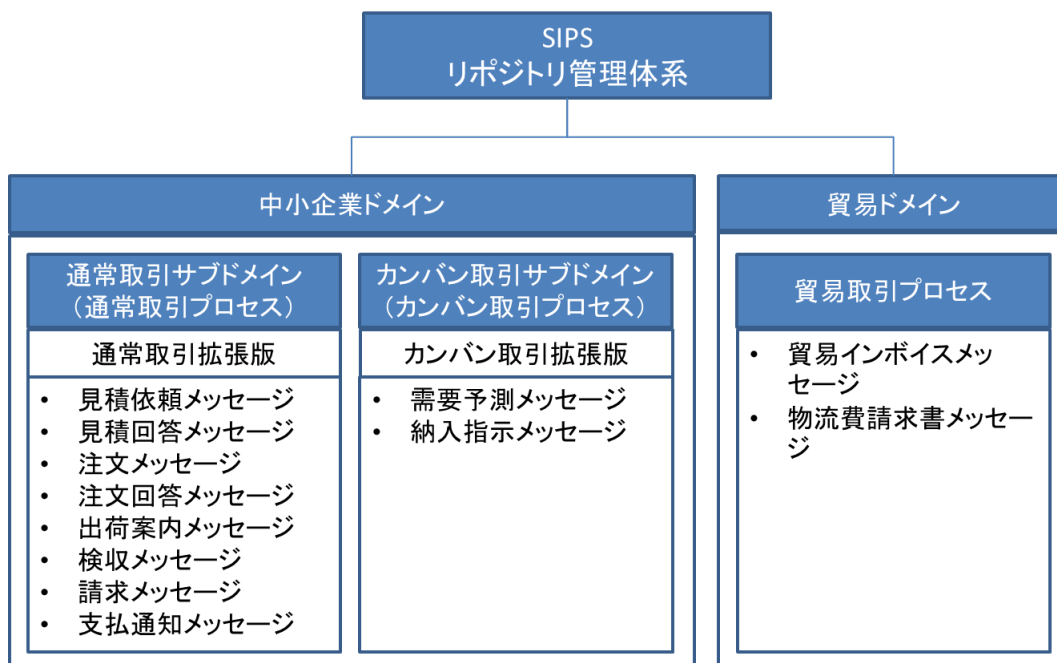 SIPS
リポジトリ管理体系
中小企業ドメイン
通常取引サブドメイン
（通常取引プロセス）
通常取引拡張版
• 見積依頼メッセージ
• 見積回答メッセージ
• 注文メッセージ
• 注文回答メッセージ
• 出荷案内メッセージ
• 検収メッセージ
• 請求メッセージ
• 支払通知メッセージ
カンバン取引サブドメイン
（カンバン取引プロセス）
カンバン取引拡張版
• 需要予測メッセージ
• 納入指示メッセージ
貿易ドメイン
貿易取引プロセス
• 貿易インボイスメッ
セージ
• 物流費請求書メッセー
ジ